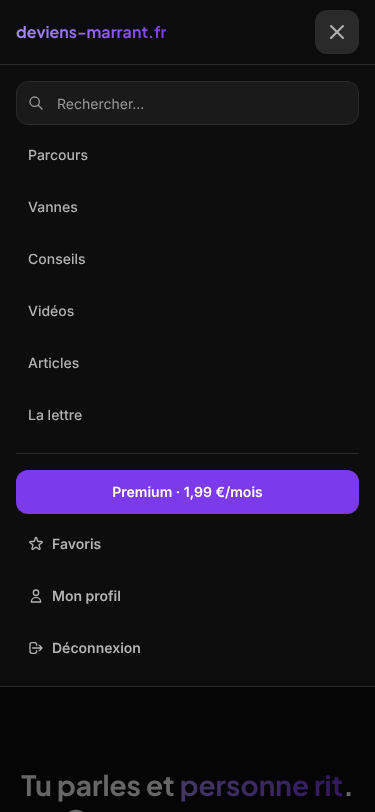 deviens-marrant.fr
Rechercher...
Parcours
Vannes
Conseils
Vidéos
Articles
La lettre
Premium · 1,99 €/mois
Favoris
Mon profil
Déconnexion
Tu parles et personne rit.